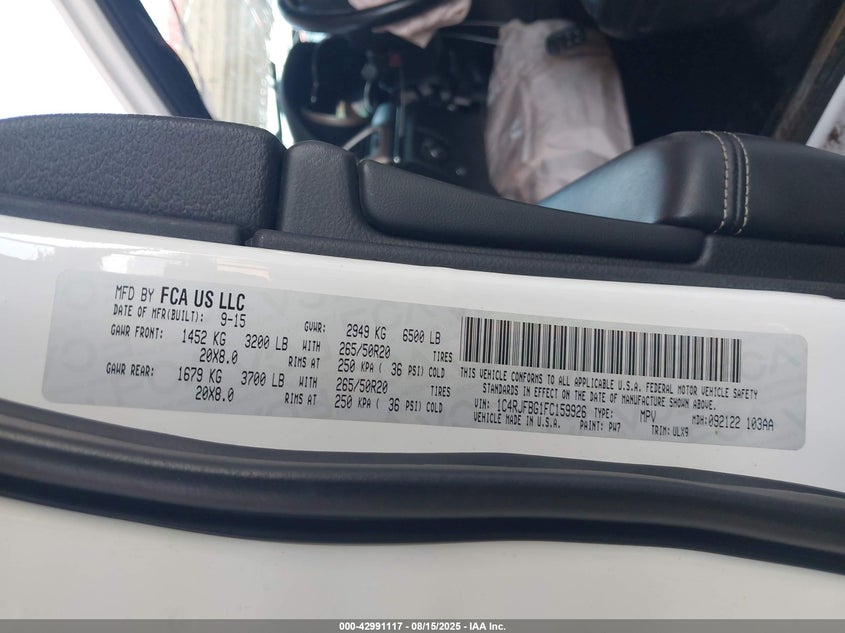 MFD BY FCA US LLC
DATE OF MFR(BUILT): 9-15 GVWR: 2949 KG 6500 LB
GAWR FRONT: 1452 KG 3200 LB WITH 265/50R20 TIRES
20X8.0 RIMS AT 250 KPA ( 36 PSI) COLD
GAWR REAR: 1679 KG 3700 LB WITH 265/50R20 TIRES
20X8.0 RIMS AT 250 KPA ( 36 PSI) COLD
THIS VEHICLE CONFORMS TO ALL APPLICABLE U.S.A. FEDERAL MOTOR VEHICLE SAFETY
STANDARDS IN EFFECT ON THE DATE OF MANUFACTURE SHOWN ABOVE.
VIN: 1C4RJFBG1FC159926 TYPE: MPV MDH:092122 103AA
VEHICLE MADE IN U.S.A. PAINT: PW7 TRIM: ULX9
000-42991117 - 08/15/2025 - IAA Inc.